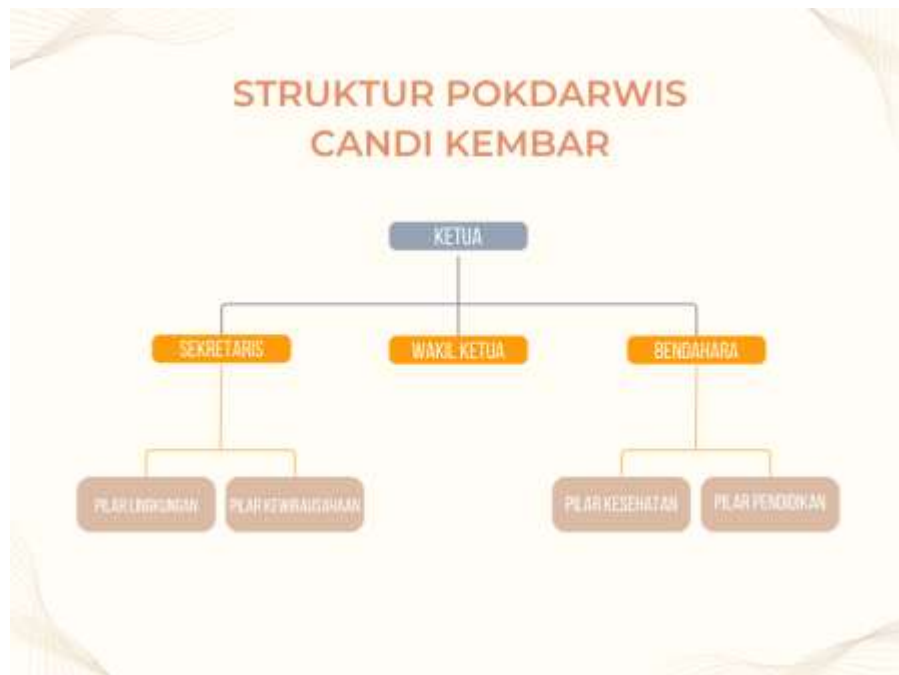 STRUKTUR POKDARWIS
CANDI KEMBAR
KETUA
SEKRETARIS
WAKIL KETUA
BENDAHARA
PILAR LINGKUNGAN
PILAR KEWIRAUSAHAAN
PILAR KESEHATAN
PILAR PENDIDIKAN